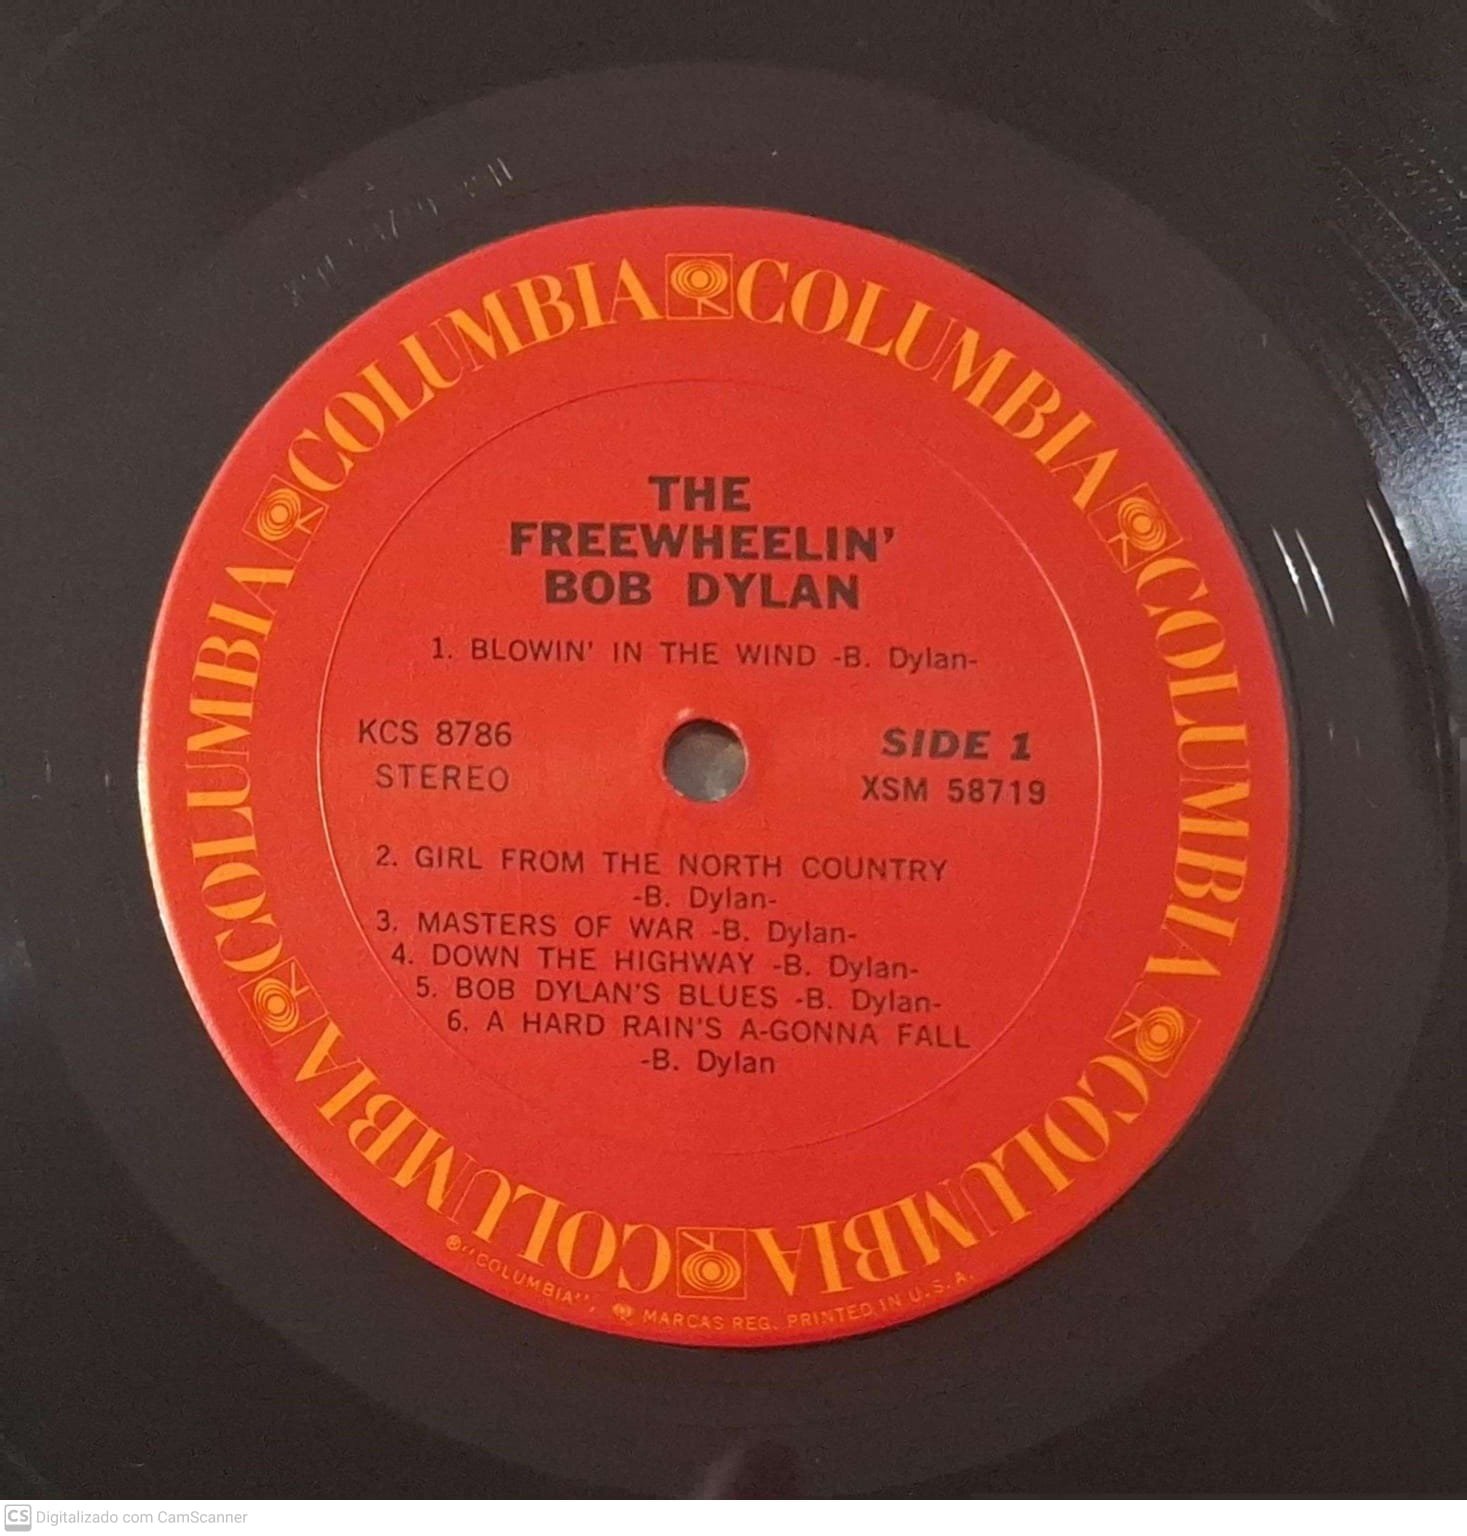 COLUMBIA COLUMBIA COLUMBIA COLUMBIA COLUMBIA COLUMBIA
THE
FREEWHEELIN'
BOB DYLAN
1. BLOWIN' IN THE WIND -B. Dylan-
KCS 8786
STEREO
SIDE 1
XSM 58719
2. GIRL FROM THE NORTH COUNTRY
-B. Dylan-
3. MASTERS OF WAR -B. Dylan-
4. DOWN THE HIGHWAY -B. Dylan-
5. BOB DYLAN'S BLUES -B. Dylan-
6. A HARD RAIN'S A-GONNA FALL
-B. Dylan
®"COLUMBIA", MARCAS REG. PRINTED IN U.S.A.
CS Digitalizado com CamScanner